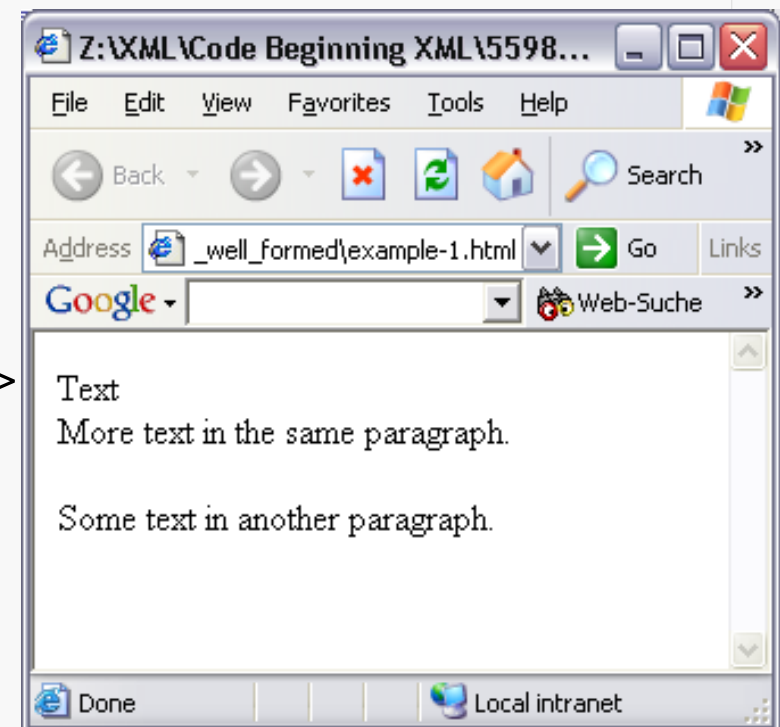 Z:\XML\Code Beginning XML\5598...
File Edit View Favorites Tools Help
Back Search »
Address _well_formed\example-1.html Go Links
Google Web-Suche »
>
Text
More text in the same paragraph.
Some text in another paragraph.
Done Local intranet